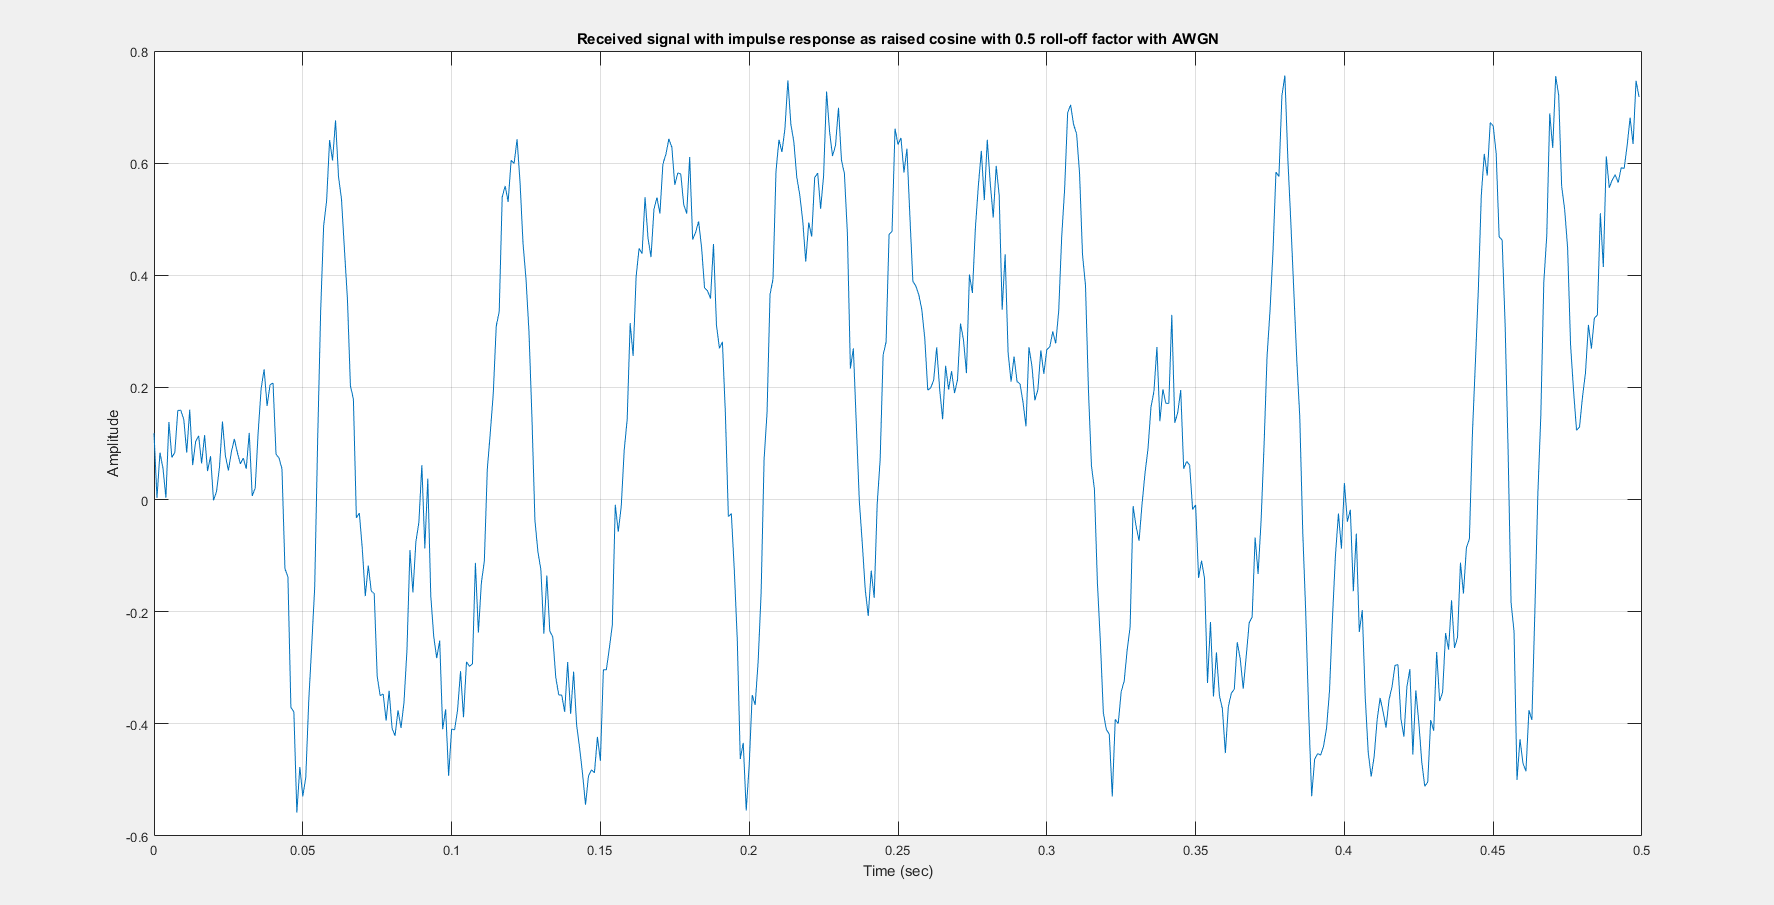 Received signal with impulse response as raised cosine with 0.5 roll-off factor with AWGN
0.8
0.6
0.4
0.2
0
-0.2
-0.4
-0.6
Amplitude
0 0.05 0.1 0.15 0.2 0.25 0.3 0.35 0.4 0.45 0.5
Time (sec)